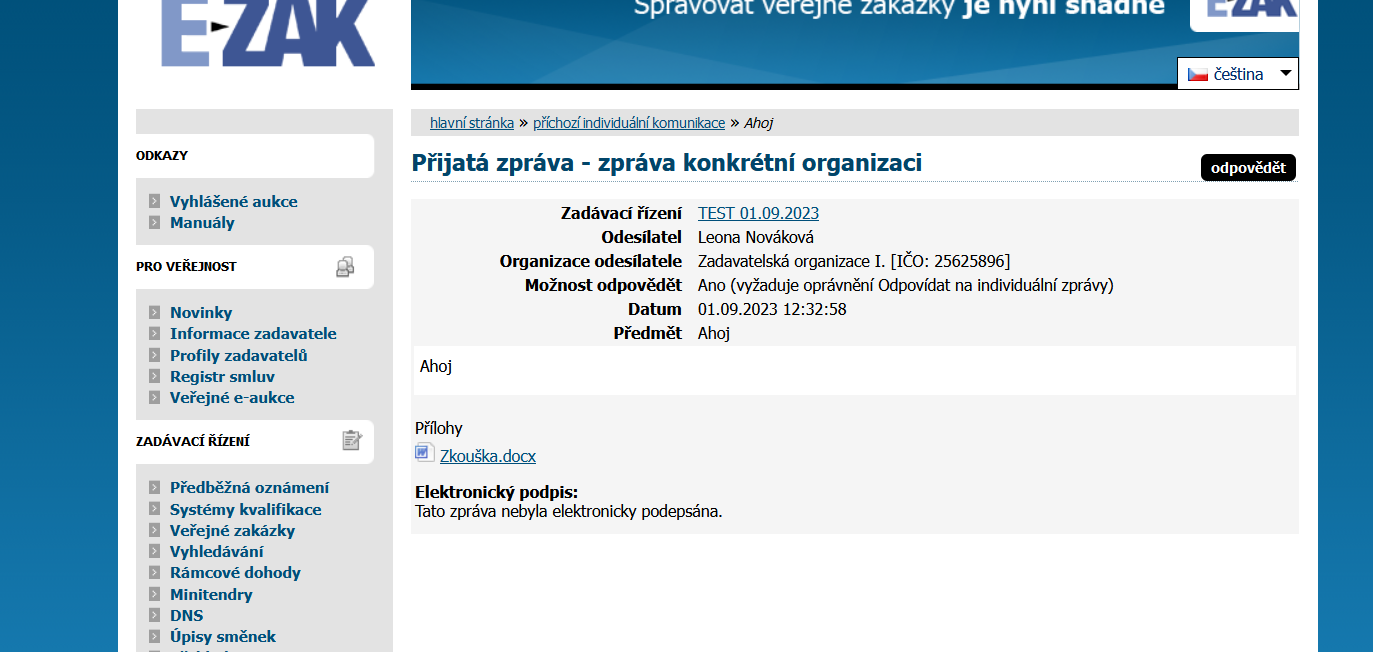 E-ZAK
Spravovat veřejné zakázky je nyní snadné
E-ZAK
čeština
hlavní stránka » příchozí individuální komunikace » Ahoj
ODKAZY
Vyhlášené aukce
Manuály
PRO VEŘEJNOST
Novinky
Informace zadavatele
Profily zadavatelů
Registr smluv
Veřejné e-aukce
ZADÁVACÍ ŘÍZENÍ
Předběžná oznámení
Systémy kvalifikace
Veřejné zakázky
Vyhledávání
Rámcové dohody
Minitendry
DNS
Úpisy směnek
Přijatá zpráva - zpráva konkrétní organizaci
odpovědět
Zadávací řízení TEST 01.09.2023
Odesílatel Leona Nováková
Organizace odesílatele Zadavatelská organizace I. [IČO: 25625896]
Možnost odpovědět Ano (vyžaduje oprávnění Odpovídat na individuální zprávy)
Datum 01.09.2023 12:32:58
Předmět Ahoj
Ahoj
Přílohy
Zkouška.docx
Elektronický podpis:
Tato zpráva nebyla elektronicky podepsána.